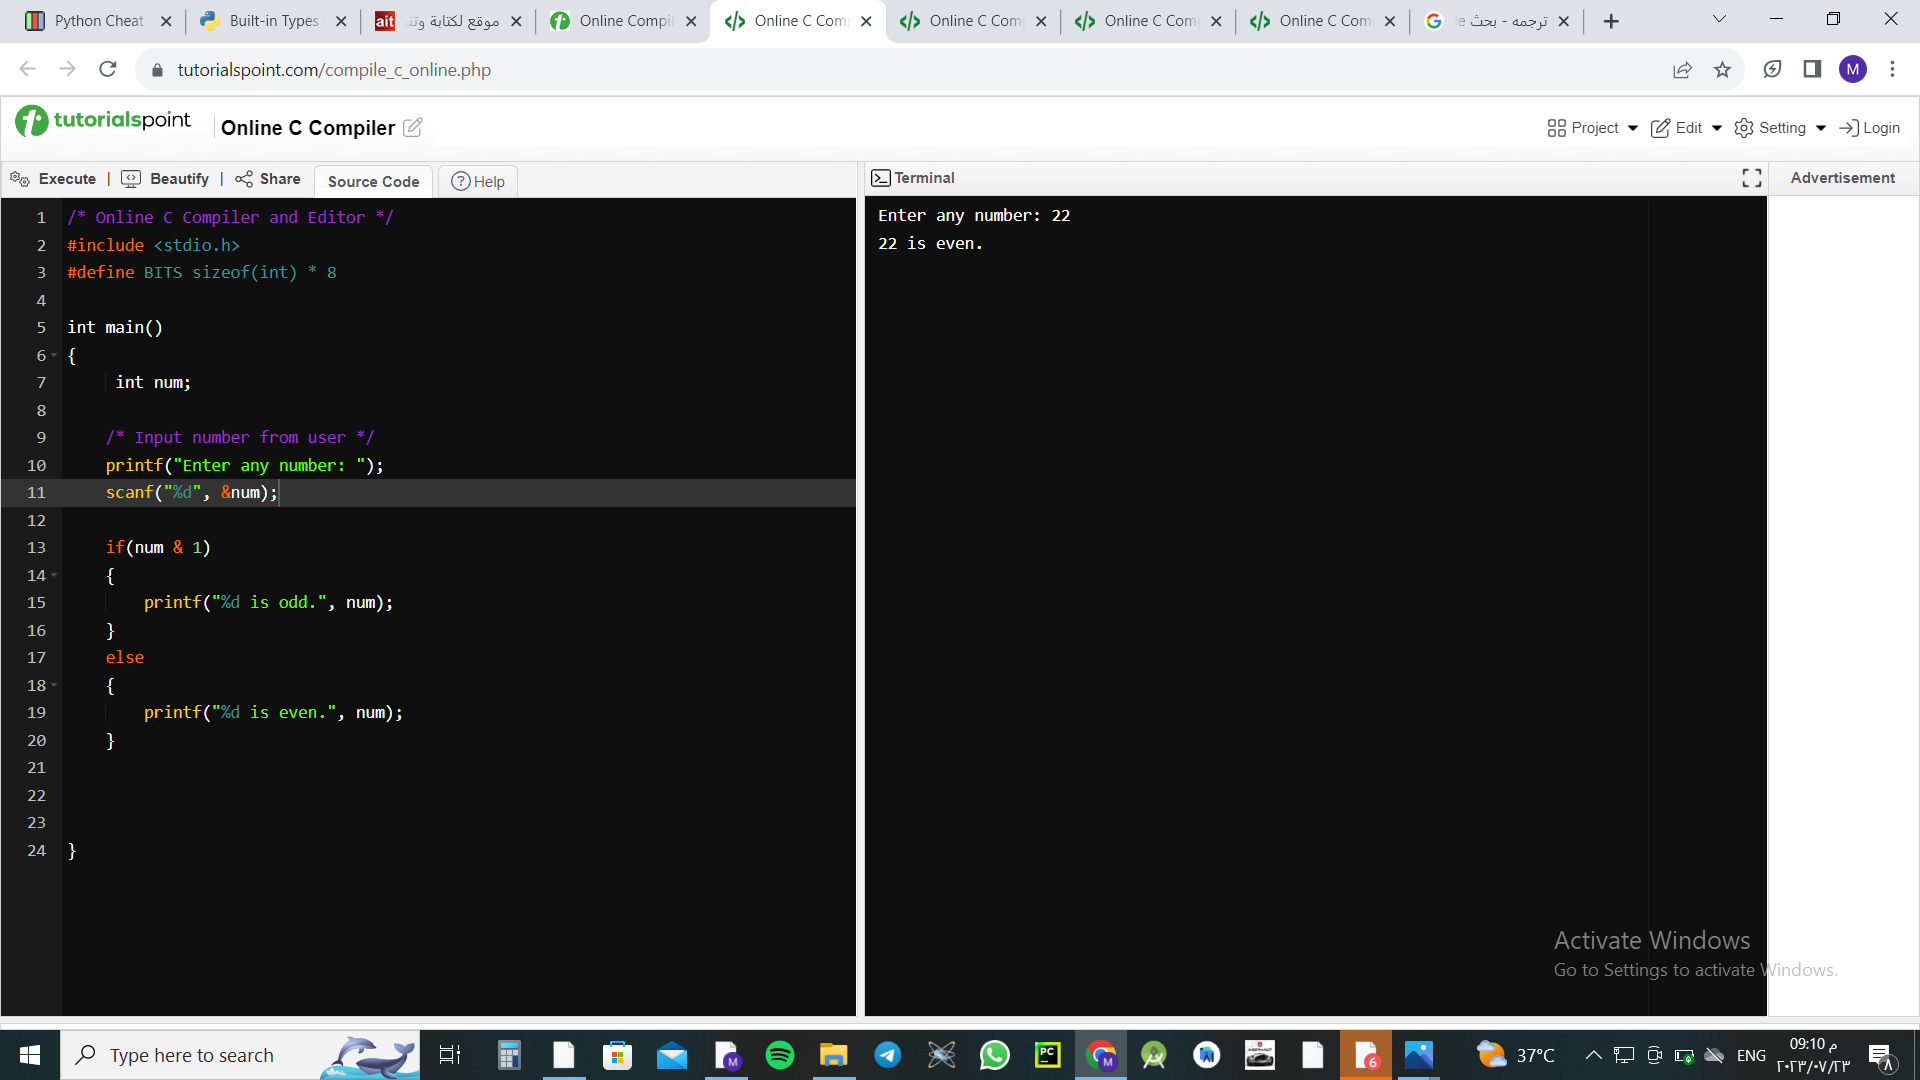 Python Cheat
Built-in Types
موقع لكتابة وتن
Online Compil
Online C Com
Online C Com
Online C Com
Online C Com
ترجمه - بحث
tutorialspoint.com/compile_c_online.php
M
tutorialspoint
Online C Compiler
Project
Edit
Setting
Login
Execute | Beautify | Share
Source Code
Help
Terminal
Advertisement
1 /* Online C Compiler and Editor */
2 #include <stdio.h>
3 #define BITS sizeof(int) * 8
4
5 int main()
6 {
7 int num;
8
9 /* Input number from user */
10 printf("Enter any number: ");
11 scanf("%d", &num);
12
13 if(num & 1)
14 {
15 printf("%d is odd.", num);
16 }
17 else
18 {
19 printf("%d is even.", num);
20 }
21
22
23
24 }
Enter any number: 22
22 is even.
Activate Windows
Go to Settings to activate Windows.
Type here to search
37°C
ENG
09:10 م
٢٠٢٣/٠٧/٢٣